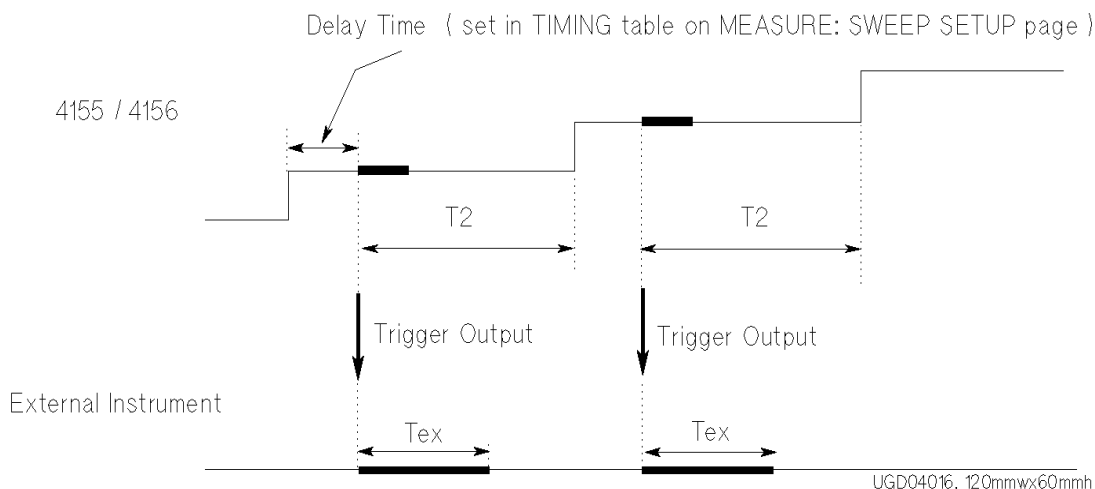 Delay Time ( set in TIMING table on MEASURE: SWEEP SETUP page )
4155 / 4156
T2
T2
Trigger Output
Trigger Output
External Instrument
Tex
Tex
UGD04016. 120mmwx60mmh